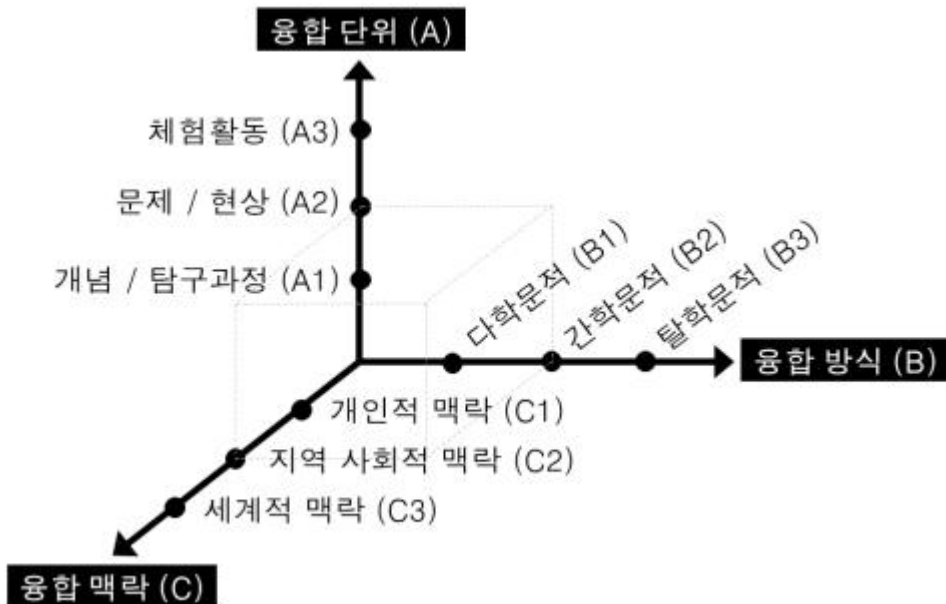 융합 단위 (A)
체험활동 (A3)
문제 / 현상 (A2)
개념 / 탐구과정 (A1)
다학문적 (B1)
간학문적 (B2)
탈학문적 (B3)
융합 방식 (B)
개인적 맥락 (C1)
지역 사회적 맥락 (C2)
세계적 맥락 (C3)
융합 맥락 (C)